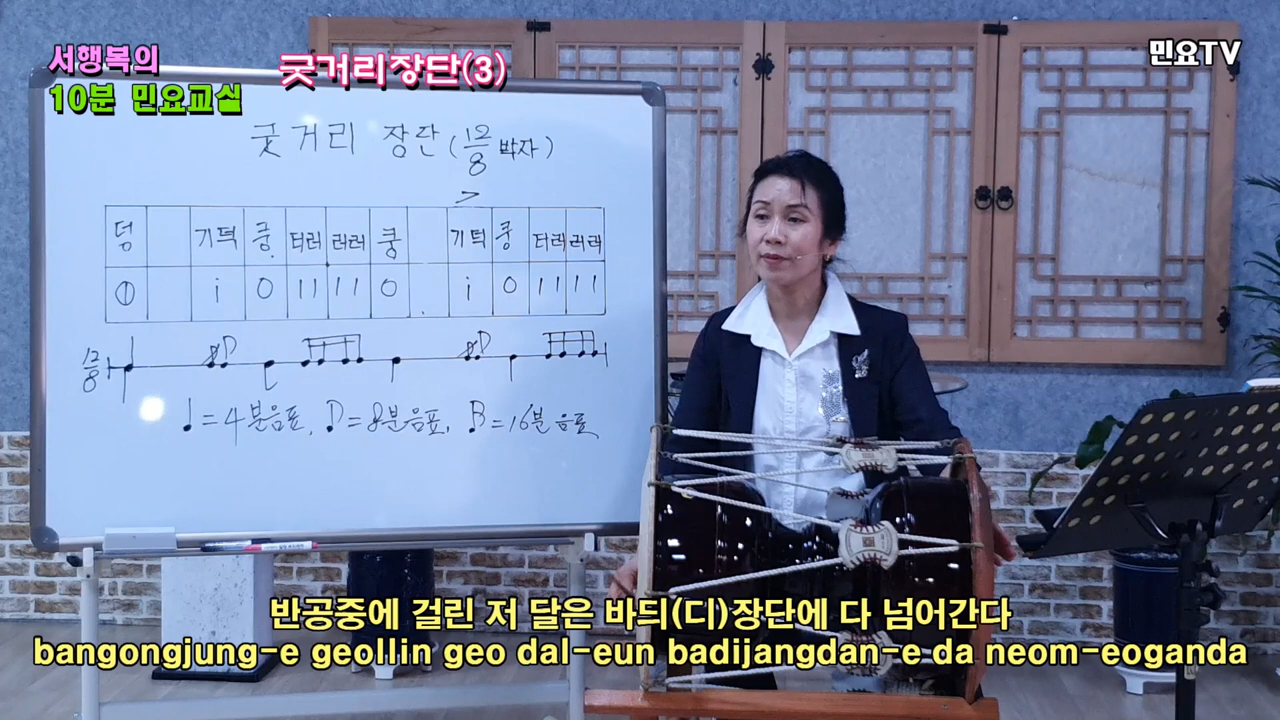 서행복의
10분 민요교실
굿거리장단(3)
민요TV
굿거리 장단 (12/8 박자)
>
덩 기덕 쿵 터러 러러 쿵 기덕 쿵 터러 러러
⏀ i O 11 11 O i O 11 11
12/8
♩=4분음표, ♪=8분음표, =16분음표
반공중에 걸린 저 달은 바듸(디)장단에 다 넘어간다
bangongjung-e geollin geo dal-eun badijangdan-e da neom-eoganda